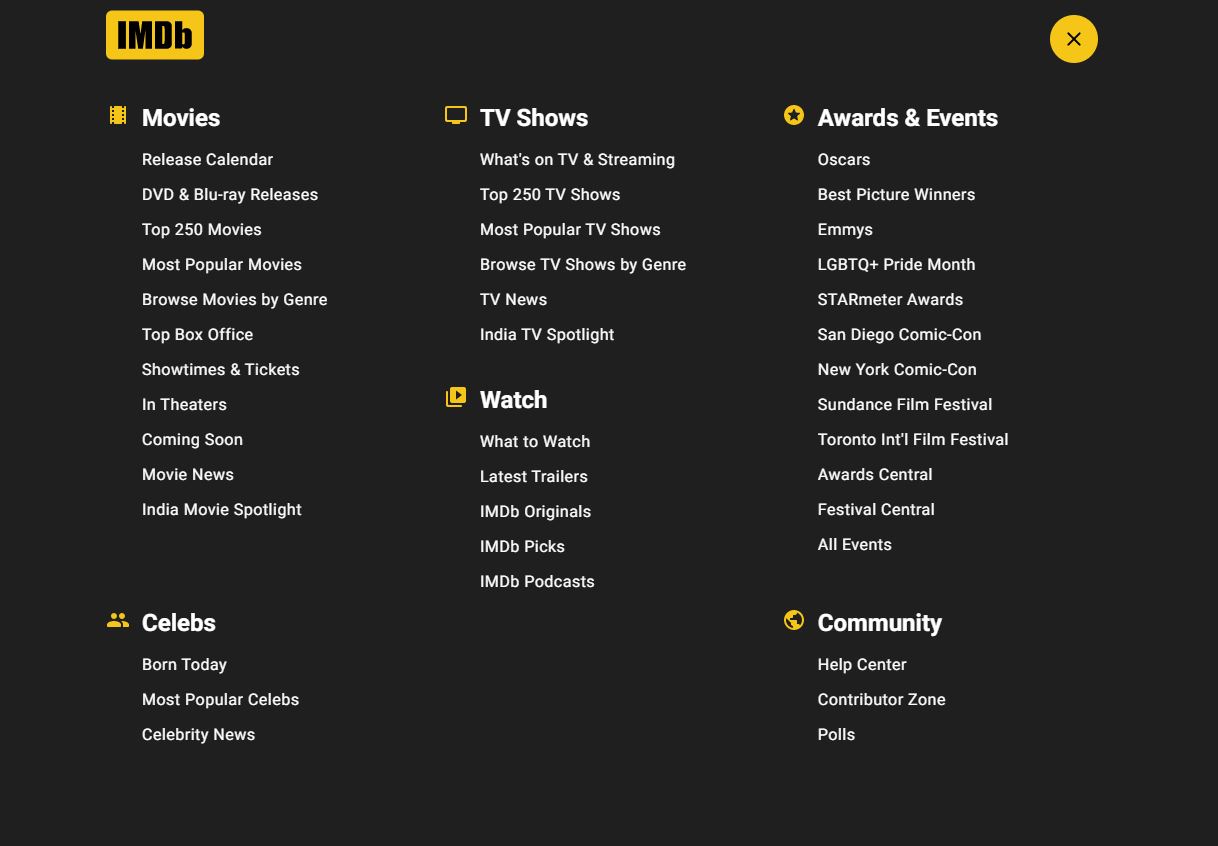 IMDb
Movies
Release Calendar
DVD & Blu-ray Releases
Top 250 Movies
Most Popular Movies
Browse Movies by Genre
Top Box Office
Showtimes & Tickets
In Theaters
Coming Soon
Movie News
India Movie Spotlight
TV Shows
What's on TV & Streaming
Top 250 TV Shows
Most Popular TV Shows
Browse TV Shows by Genre
TV News
India TV Spotlight
Watch
What to Watch
Latest Trailers
IMDb Originals
IMDb Picks
IMDb Podcasts
Awards & Events
Oscars
Best Picture Winners
Emmys
LGBTQ+ Pride Month
STARmeter Awards
San Diego Comic-Con
New York Comic-Con
Sundance Film Festival
Toronto Int'l Film Festival
Awards Central
Festival Central
All Events
Celebs
Born Today
Most Popular Celebs
Celebrity News
Community
Help Center
Contributor Zone
Polls